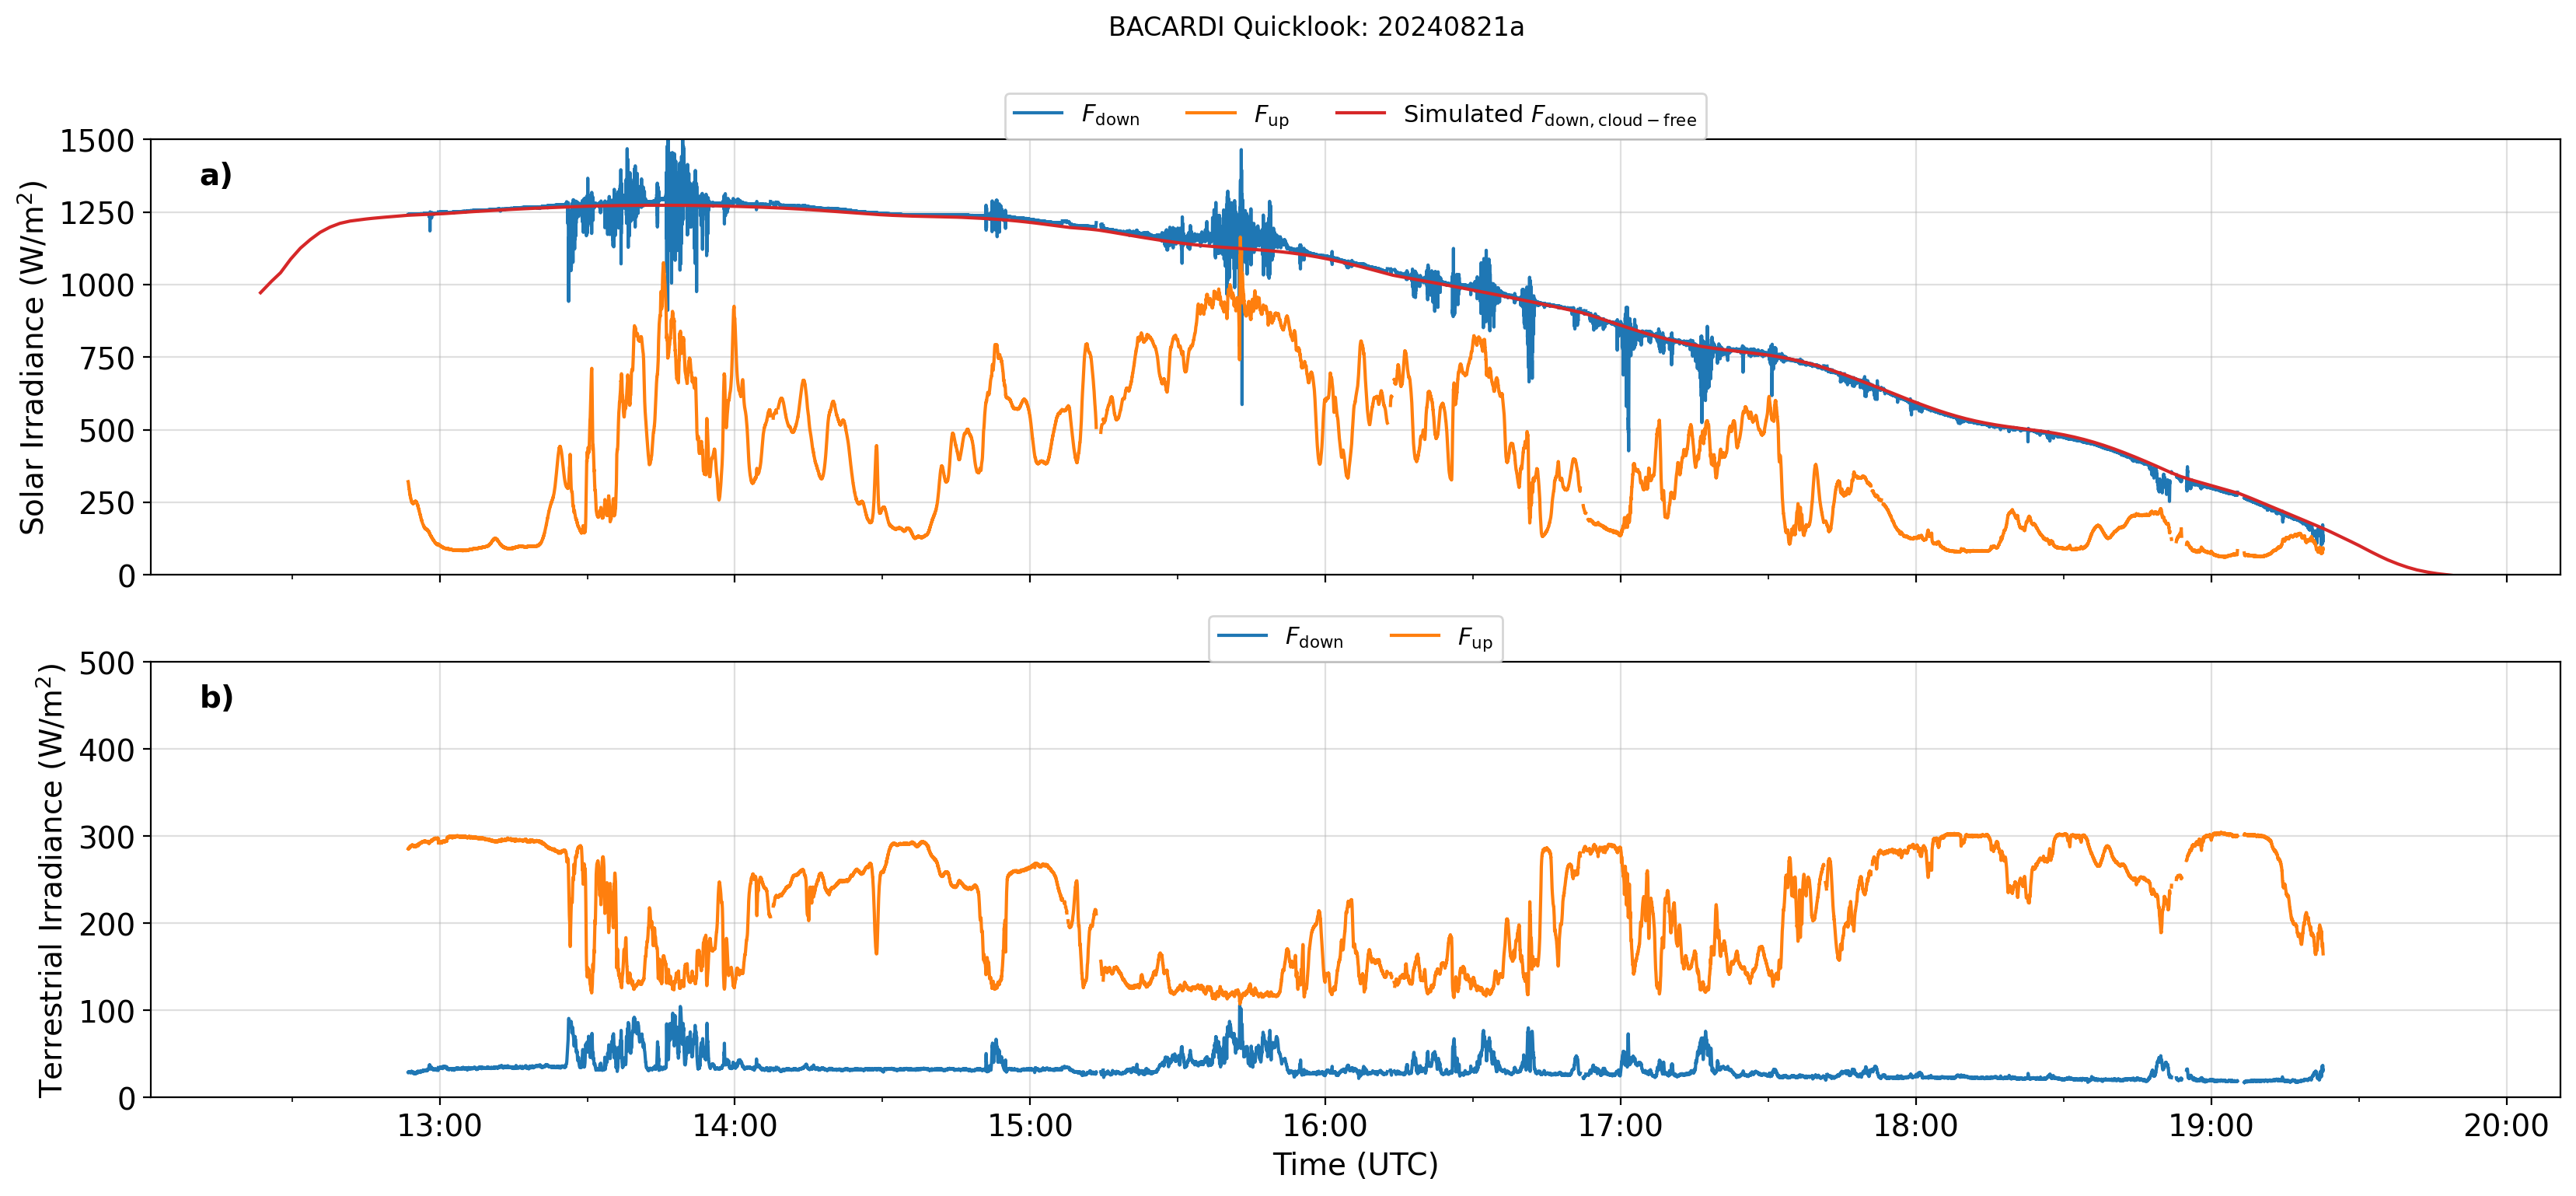 BACARDI Quicklook: 20240821a
F_down F_up Simulated F_down, cloud−free
a)
Solar Irradiance (W/m²)
1500
1250
1000
750
500
250
0
F_down F_up
b)
Terrestrial Irradiance (W/m²)
500
400
300
200
100
0
13:00 14:00 15:00 16:00 17:00 18:00 19:00 20:00
Time (UTC)